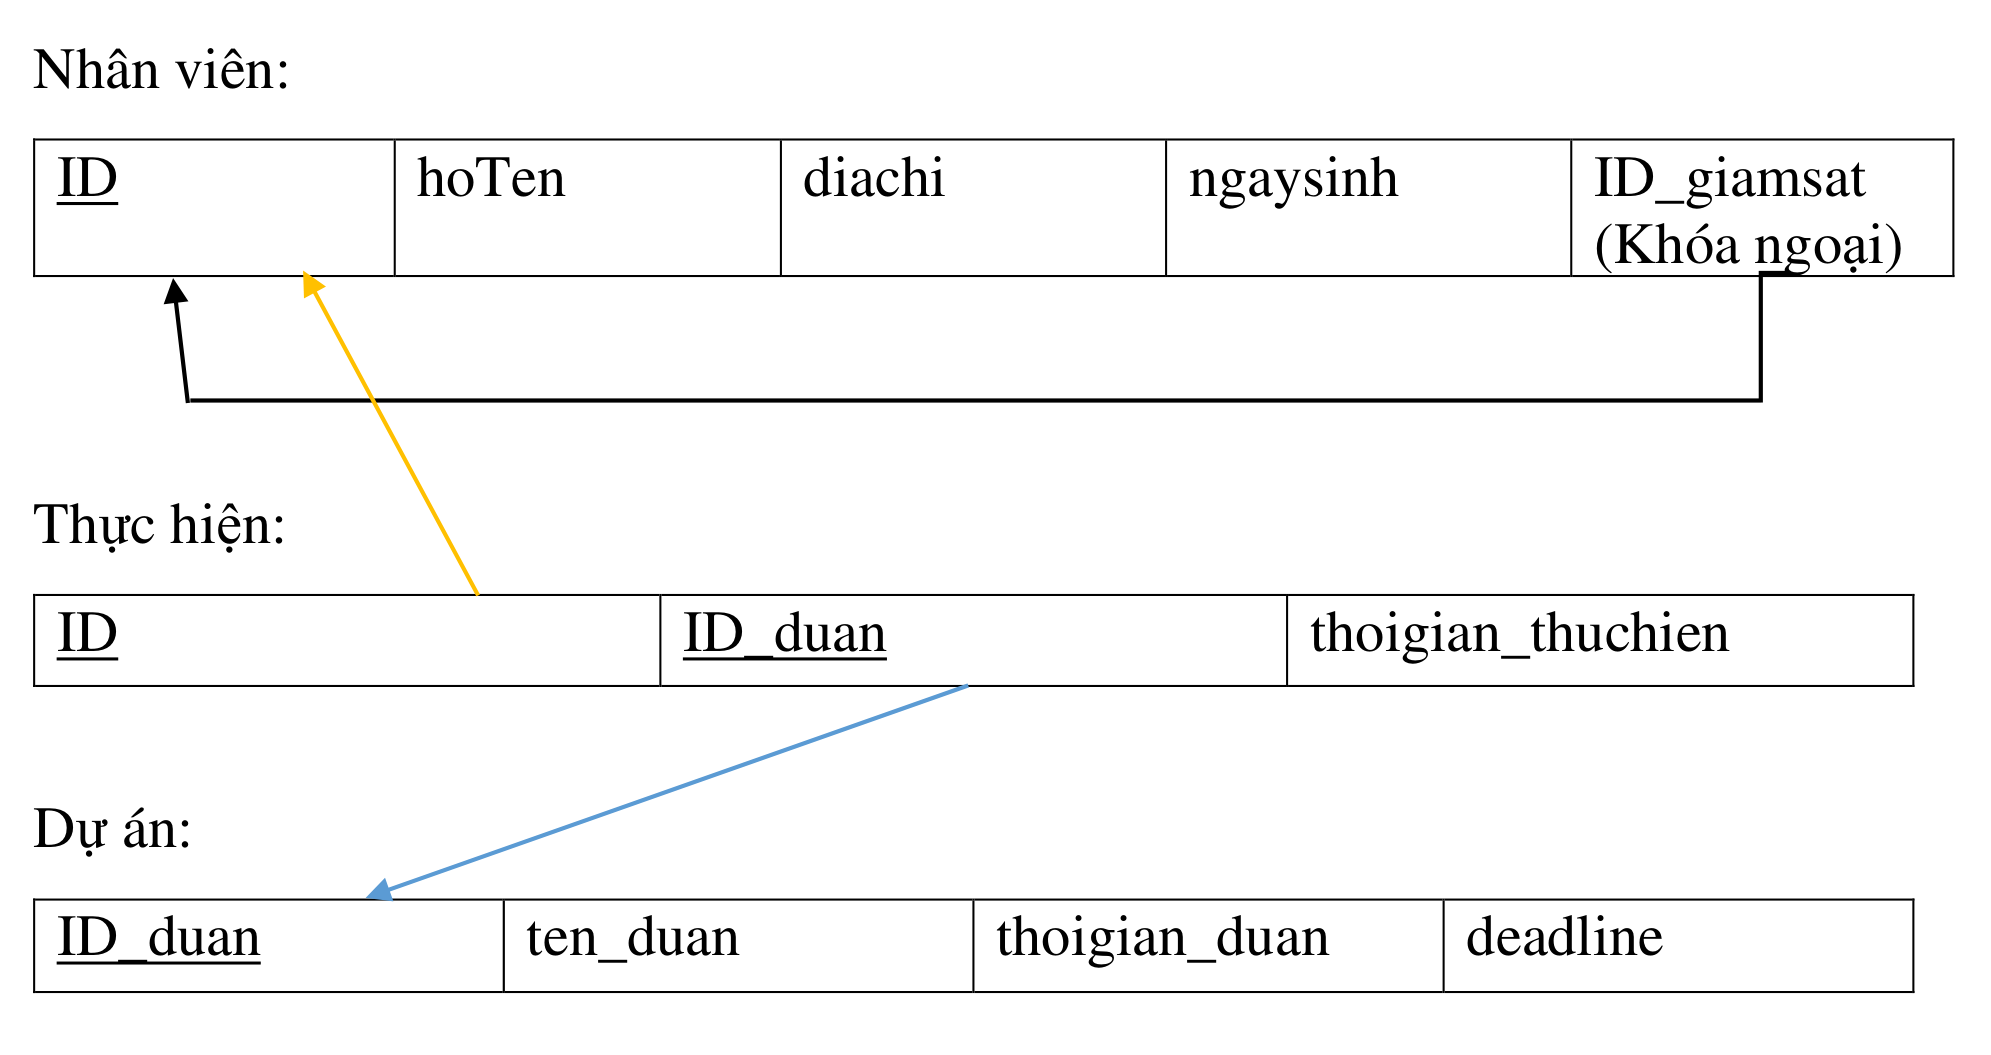 Nhân viên:
ID hoTen diachi ngaysinh ID_giamsat
(Khóa ngoại)
Thực hiện:
ID ID_duan thoigian_thuchien
Dự án:
ID_duan ten_duan thoigian_duan deadline